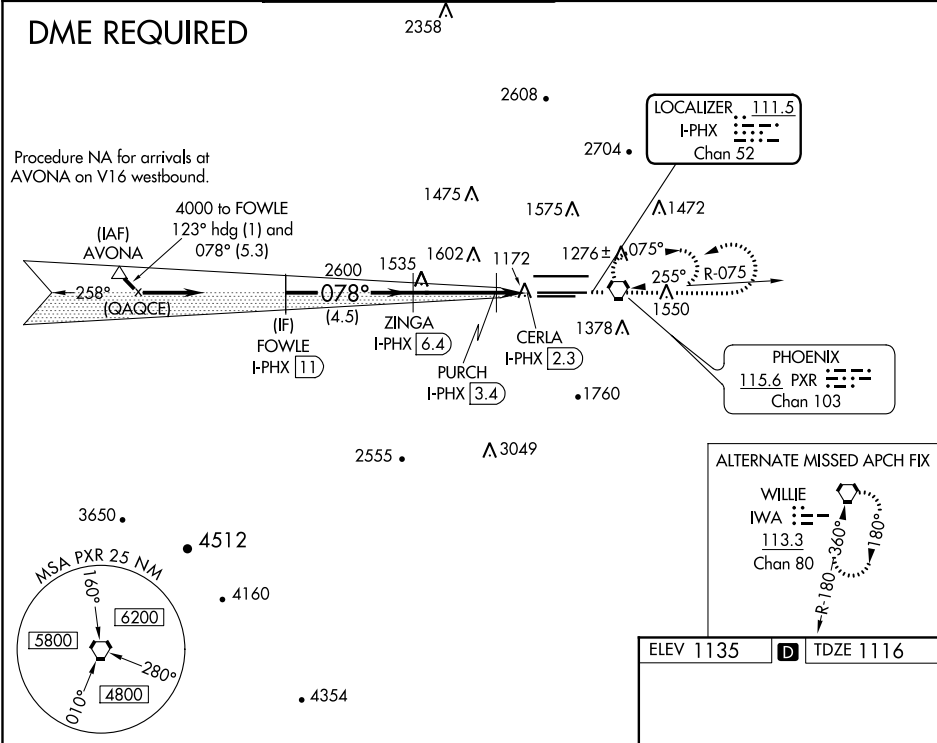 DME REQUIRED
2358
2608
LOCALIZER 111.5
I-PHX
Chan 52
2704
Procedure NA for arrivals at
AVONA on V16 westbound.
4000 to FOWLE
123° hdg (1) and
078° (5.3)
1475
1575
1472
(IAF)
AVONA
1602
1172
1276±
075°
2600
1535
258°
(QAQCE)
078°
(4.5)
255°
R-075
1550
(IF)
FOWLE
I-PHX 11
ZINGA
I-PHX 6.4
CERLA
I-PHX 2.3
1378
PURCH
I-PHX 3.4
PHOENIX
115.6 PXR
Chan 103
1760
2555
3049
ALTERNATE MISSED APCH FIX
WILLIE
IWA
113.3
Chan 80
360°
180°
R-180
3650
4512
4160
MSA PXR 25 NM
160°
6200
5800
280°
010°
4800
4354
ELEV 1135
D
TDZE 1116